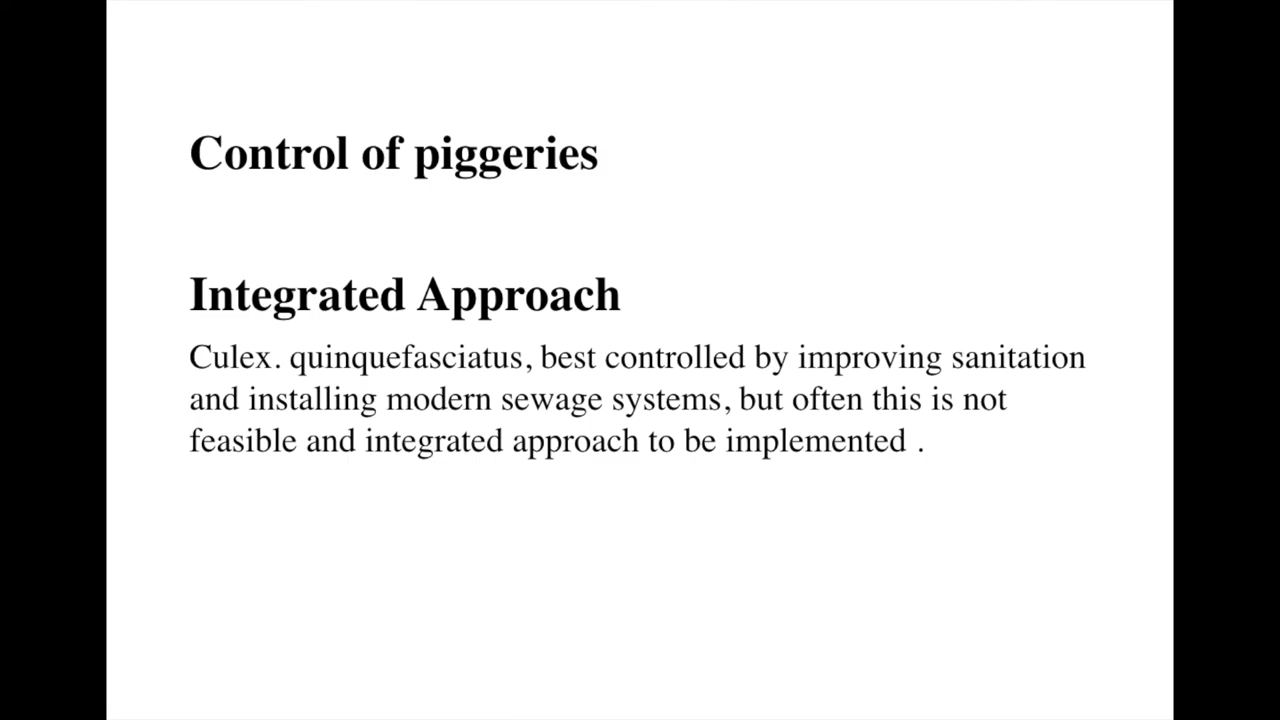 Control of piggeries
Integrated Approach
Culex. quinquefasciatus, best controlled by improving sanitation
and installing modern sewage systems, but often this is not
feasible and integrated approach to be implemented .